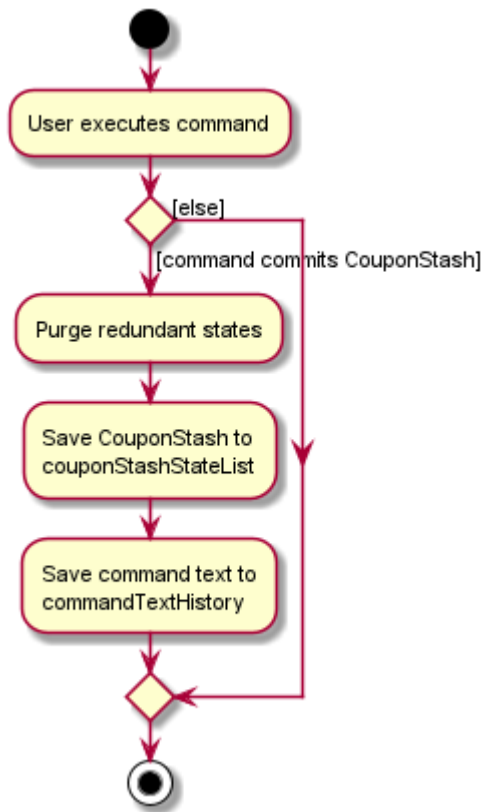 User executes command
[else]
[command commits CouponStash]
Purge redundant states
Save CouponStash to
couponStashStateList
Save command text to
commandTextHistory